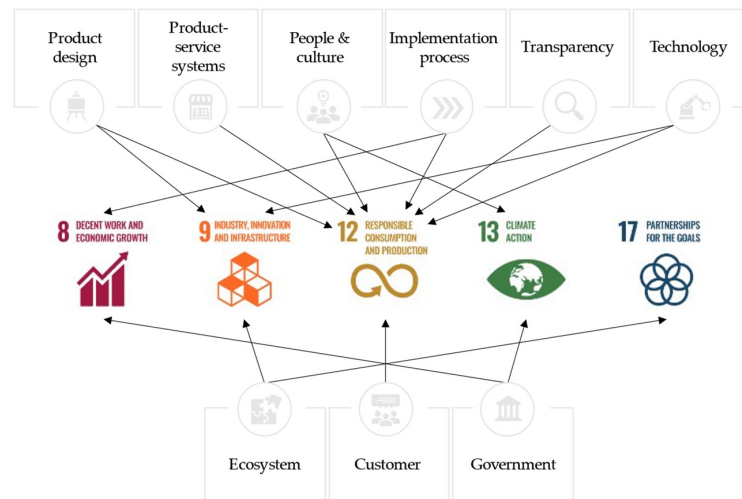 Product
design
Product-
service
systems
People &
culture
Implementation
process
Transparency
Technology
8 DECENT WORK AND
ECONOMIC GROWTH
9 INDUSTRY, INNOVATION
AND INFRASTRUCTURE
12 RESPONSIBLE
CONSUMPTION
AND PRODUCTION
13 CLIMATE
ACTION
17 PARTNERSHIPS
FOR THE GOALS
Ecosystem
Customer
Government